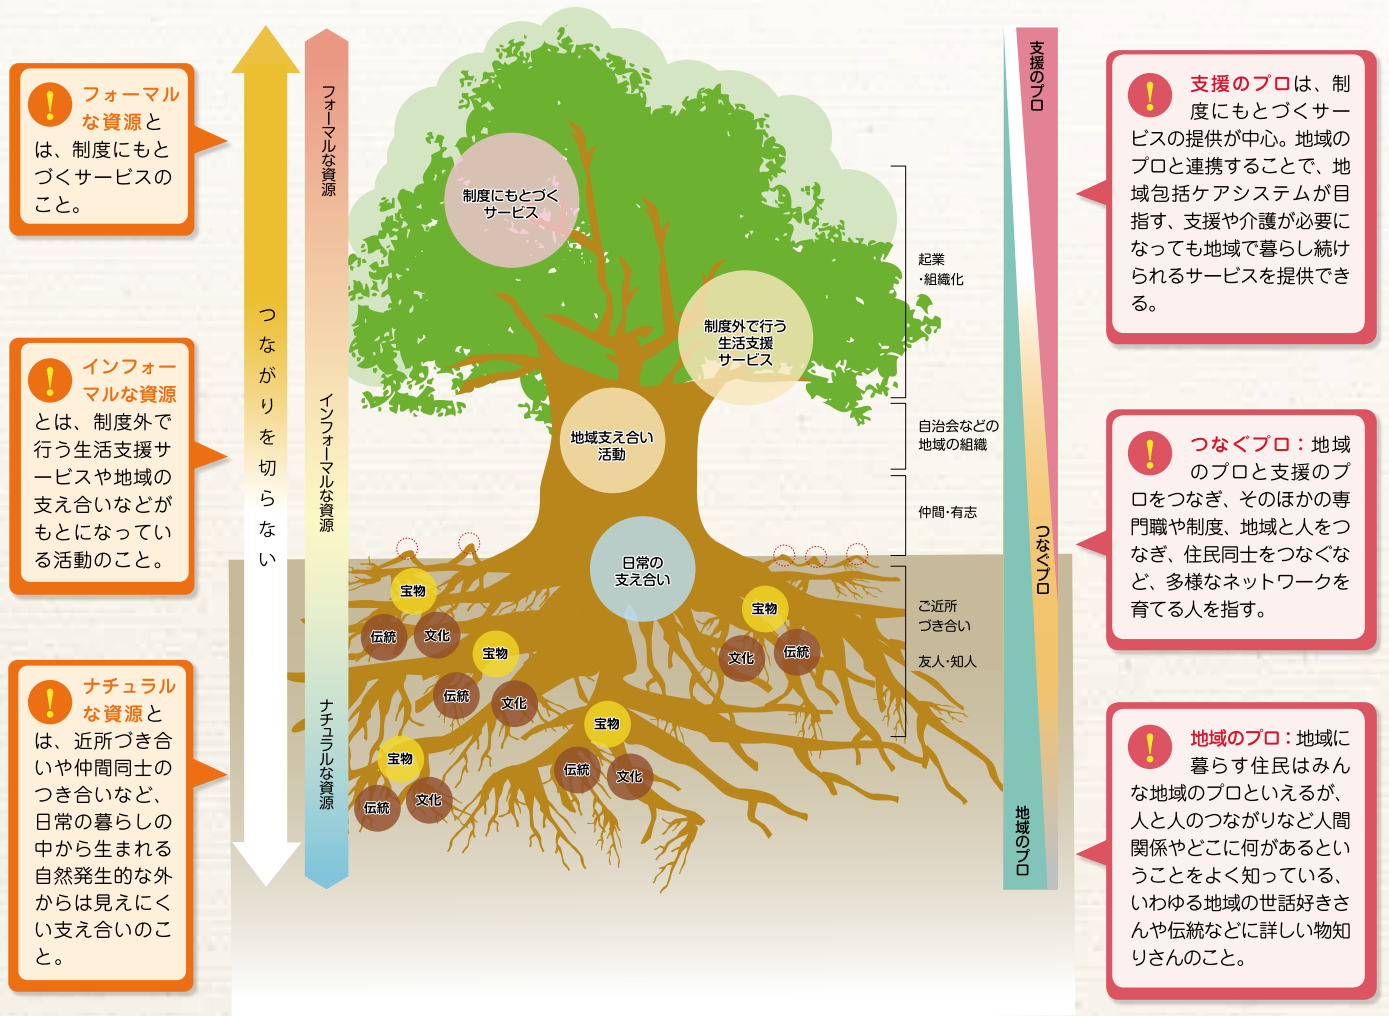 フォーマル
な資源と
は、制度にもと
づくサービスの
こと。
インフォー
マルな資源
とは、制度外で
行う生活支援サ
ービスや地域の
支え合いなどが
もとになってい
る活動のこと。
ナチュラル
な資源と
は、近所づき合
いや仲間同士の
つき合いなど、
日常の暮らしの
中から生まれる
自然発生的な外
からは見えにく
い支え合いのこ
と。
つながりを切らない
フォーマルな資源
インフォーマルな資源
ナチュラルな資源
制度にもとづく
サービス
制度外で行う
生活支援
サービス
地域支え合い
活動
日常の
支え合い
宝物
伝統
文化
宝物
伝統
文化
宝物
伝統
文化
宝物
伝統
文化
宝物
文化
伝統
起業
・組織化
自治会などの
地域の組織
仲間・有志
ご近所
づき合い
友人・知人
支援のプロ
つなぐプロ
地域のプロ
支援のプロは、制
度にもとづくサー
ビスの提供が中心。地域の
プロと連携することで、地
域包括ケアシステムが目
指す、支援や介護が必要に
なっても地域で暮らし続け
られるサービスを提供でき
る。
つなぐプロ：地域
のプロと支援のプ
ロをつなぎ、そのほかの専
門職や制度、地域と人をつ
なぎ、住民同士をつなぐな
ど、多様なネットワークを
育てる人を指す。
地域のプロ：地域に
暮らす住民はみん
な地域のプロといえるが、
人と人のつながりなど人間
関係やどこに何があるとい
うことをよく知っている、
いわゆる地域の世話好きさ
んや伝統などに詳しい物知
りさんのこと。